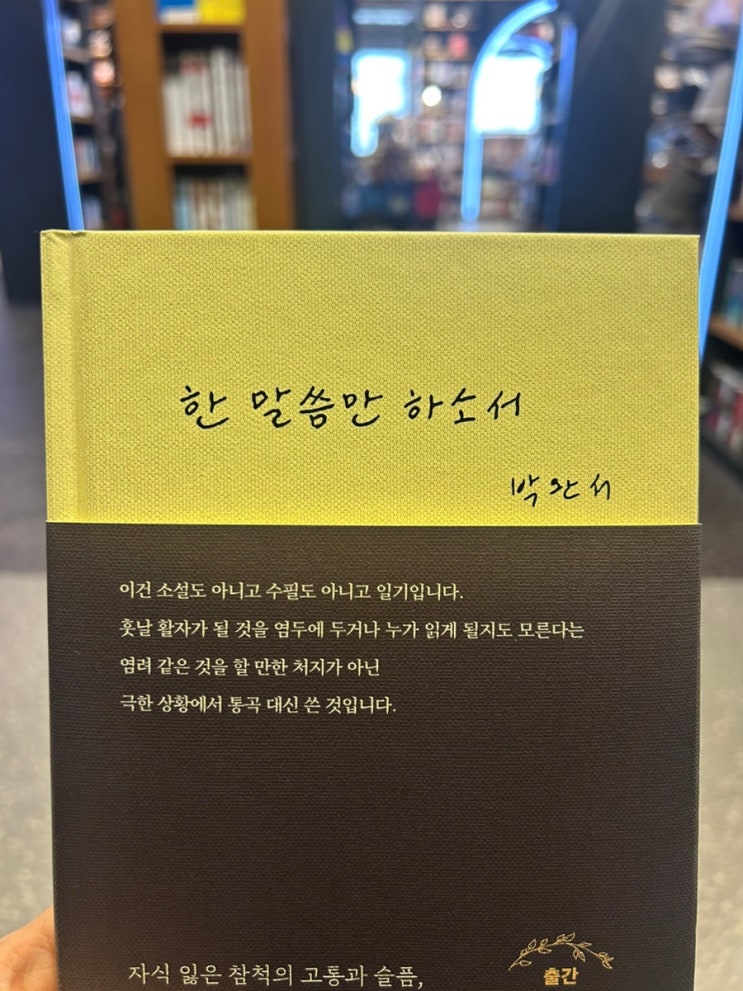 한 말씀만 하소서
박완서
이건 소설도 아니고 수필도 아니고 일기입니다.
훗날 활자가 될 것을 염두에 두거나 누가 읽게 될지도 모른다는
염려 같은 것을 할 만한 처지가 아닌
극한 상황에서 통곡 대신 쓴 것입니다.
자식 잃은 참척의 고통과 슬픔,
출간